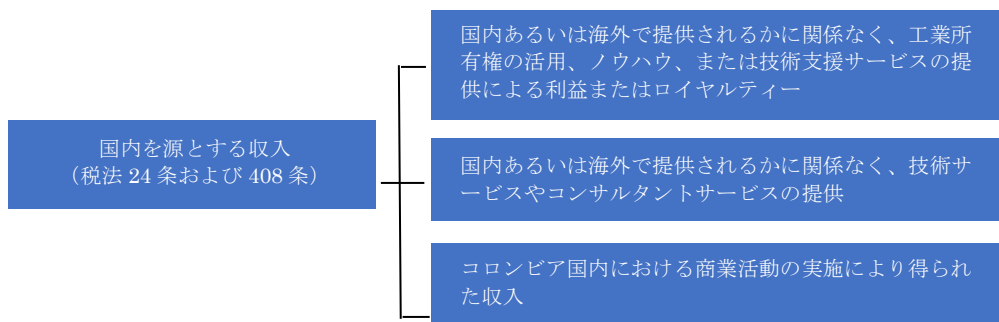 国内を源とする収入
（税法 24 条および 408 条）
国内あるいは海外で提供されるかに関係なく、工業所
有権の活用、ノウハウ、または技術支援サービスの提
供による利益またはロイヤルティー
国内あるいは海外で提供されるかに関係なく、技術サ
ービスやコンサルタントサービスの提供
コロンビア国内における商業活動の実施により得られ
た収入